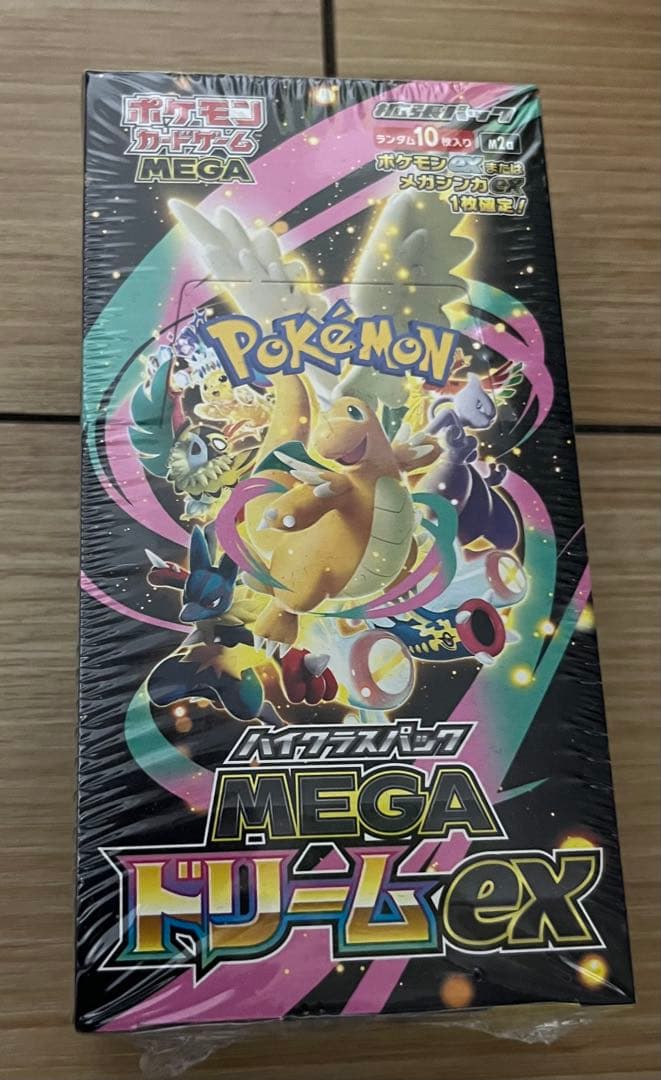 ポケモン
カードゲーム
MEGA
拡張パック
ランダム10枚入り
M2a
ポケモンexまたは
メガシンカex
1枚確定!
POKéMON
ハイクラスパック
MEGA
ドリームex